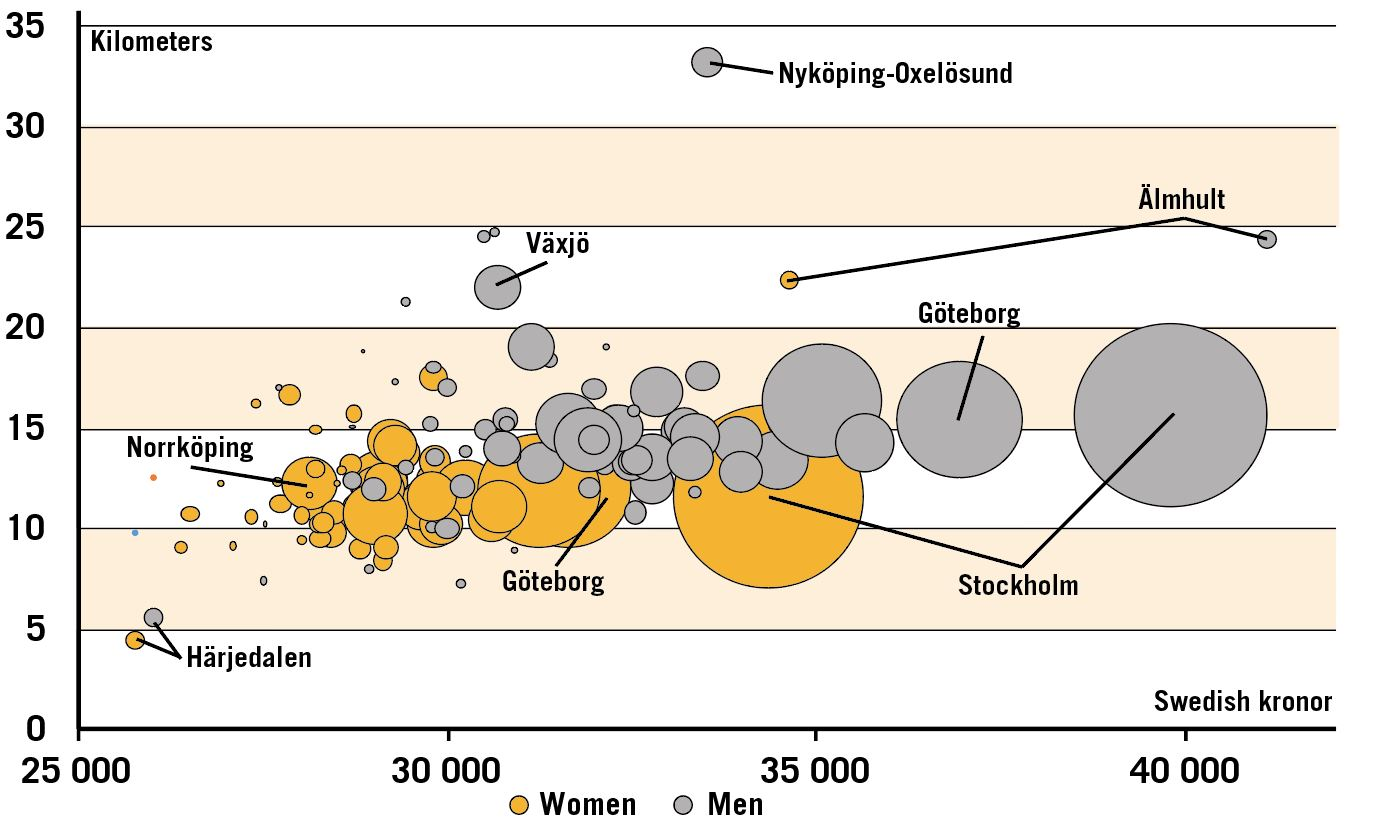 35
Kilometers
Nyköping-Oxelösund
30
Älmhult
25
Växjö
Göteborg
20
15
Norrköping
10
Göteborg
Stockholm
5
Härjedalen
Swedish kronor
0
25 000 30 000 35 000 40 000
Women Men